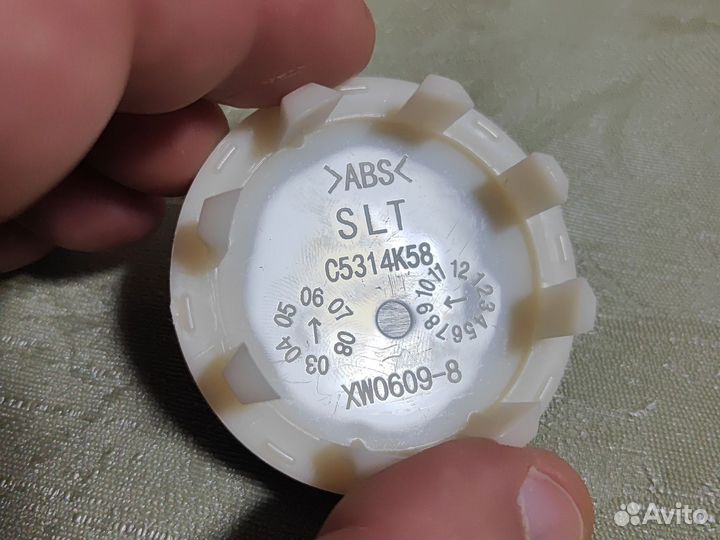 >ABS<
SLT
C5314K58
03 04 05 06 07 08
1 2 3 4 5 6 7 8 9 10 11 12
XW0609-8
Avito